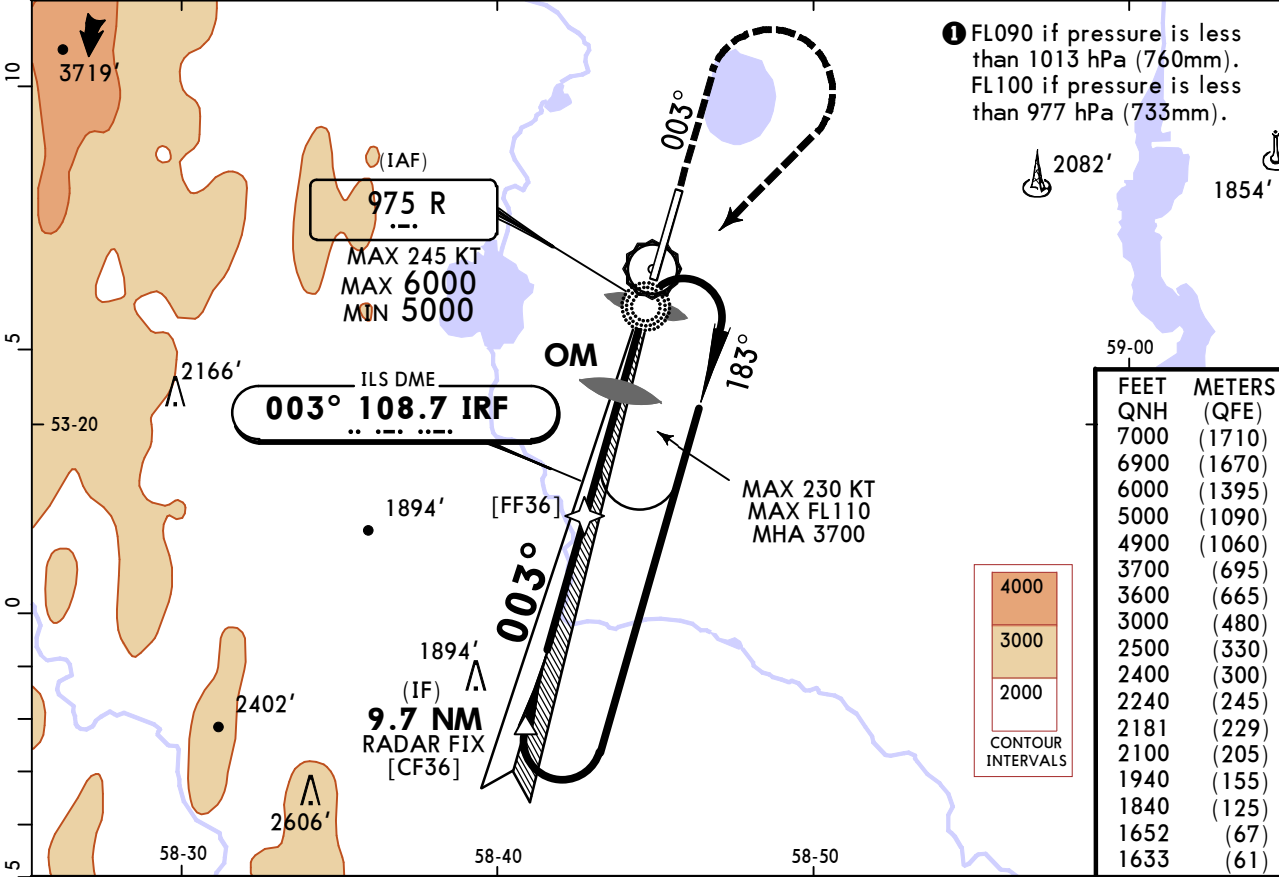 ❶ FL090 if pressure is less
than 1013 hPa (760mm).
FL100 if pressure is less
than 977 hPa (733mm).
3719'
10
003°
2082'
1854'
(IAF)
975 R
MAX 245 KT
MAX 6000
MIN 5000
5
2166'
OM
183°
59-00
ILS DME
003° 108.7 IRF
53-20
1894'
[FF36]
MAX 230 KT
MAX FL110
MHA 3700
003°
0
1894'
(IF)
9.7 NM
RADAR FIX
[CF36]
2402'
2606'
4000
3000
2000
CONTOUR
INTERVALS
FEET METERS
QNH (QFE)
7000 (1710)
6900 (1670)
6000 (1395)
5000 (1090)
4900 (1060)
3700 (695)
3600 (665)
3000 (480)
2500 (330)
2400 (300)
2240 (245)
2181 (229)
2100 (205)
1940 (155)
1840 (125)
1652 (67)
1633 (61)
5
58-30
58-40
58-50